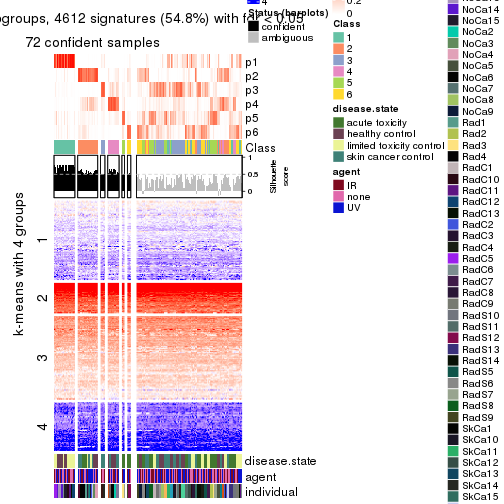 ogroups, 4612 signatures (54.8%) with fdr < 0.05
72 confident samples
p1
p2
p3
p4
p5
p6
Class
1
0.5
0
Silhouette
score
k-means with 4 groups
1
2
3
4
disease.state
agent
individual
4
Status (barplots)
confident
ambiguous
0.2
0
Class
1
2
3
4
5
6
disease.state
acute toxicity
healthy control
limited toxicity control
skin cancer control
agent
IR
none
UV
NoCa14
NoCa15
NoCa2
NoCa3
NoCa4
NoCa5
NoCa6
NoCa7
NoCa8
NoCa9
Rad1
Rad2
Rad3
Rad4
RadC1
RadC10
RadC11
RadC12
RadC13
RadC2
RadC3
RadC4
RadC5
RadC6
RadC7
RadC8
RadC9
RadS10
RadS11
RadS12
RadS13
RadS14
RadS5
RadS6
RadS7
RadS8
RadS9
SkCa1
SkCa10
SkCa11
SkCa12
SkCa13
SkCa14
SkCa15